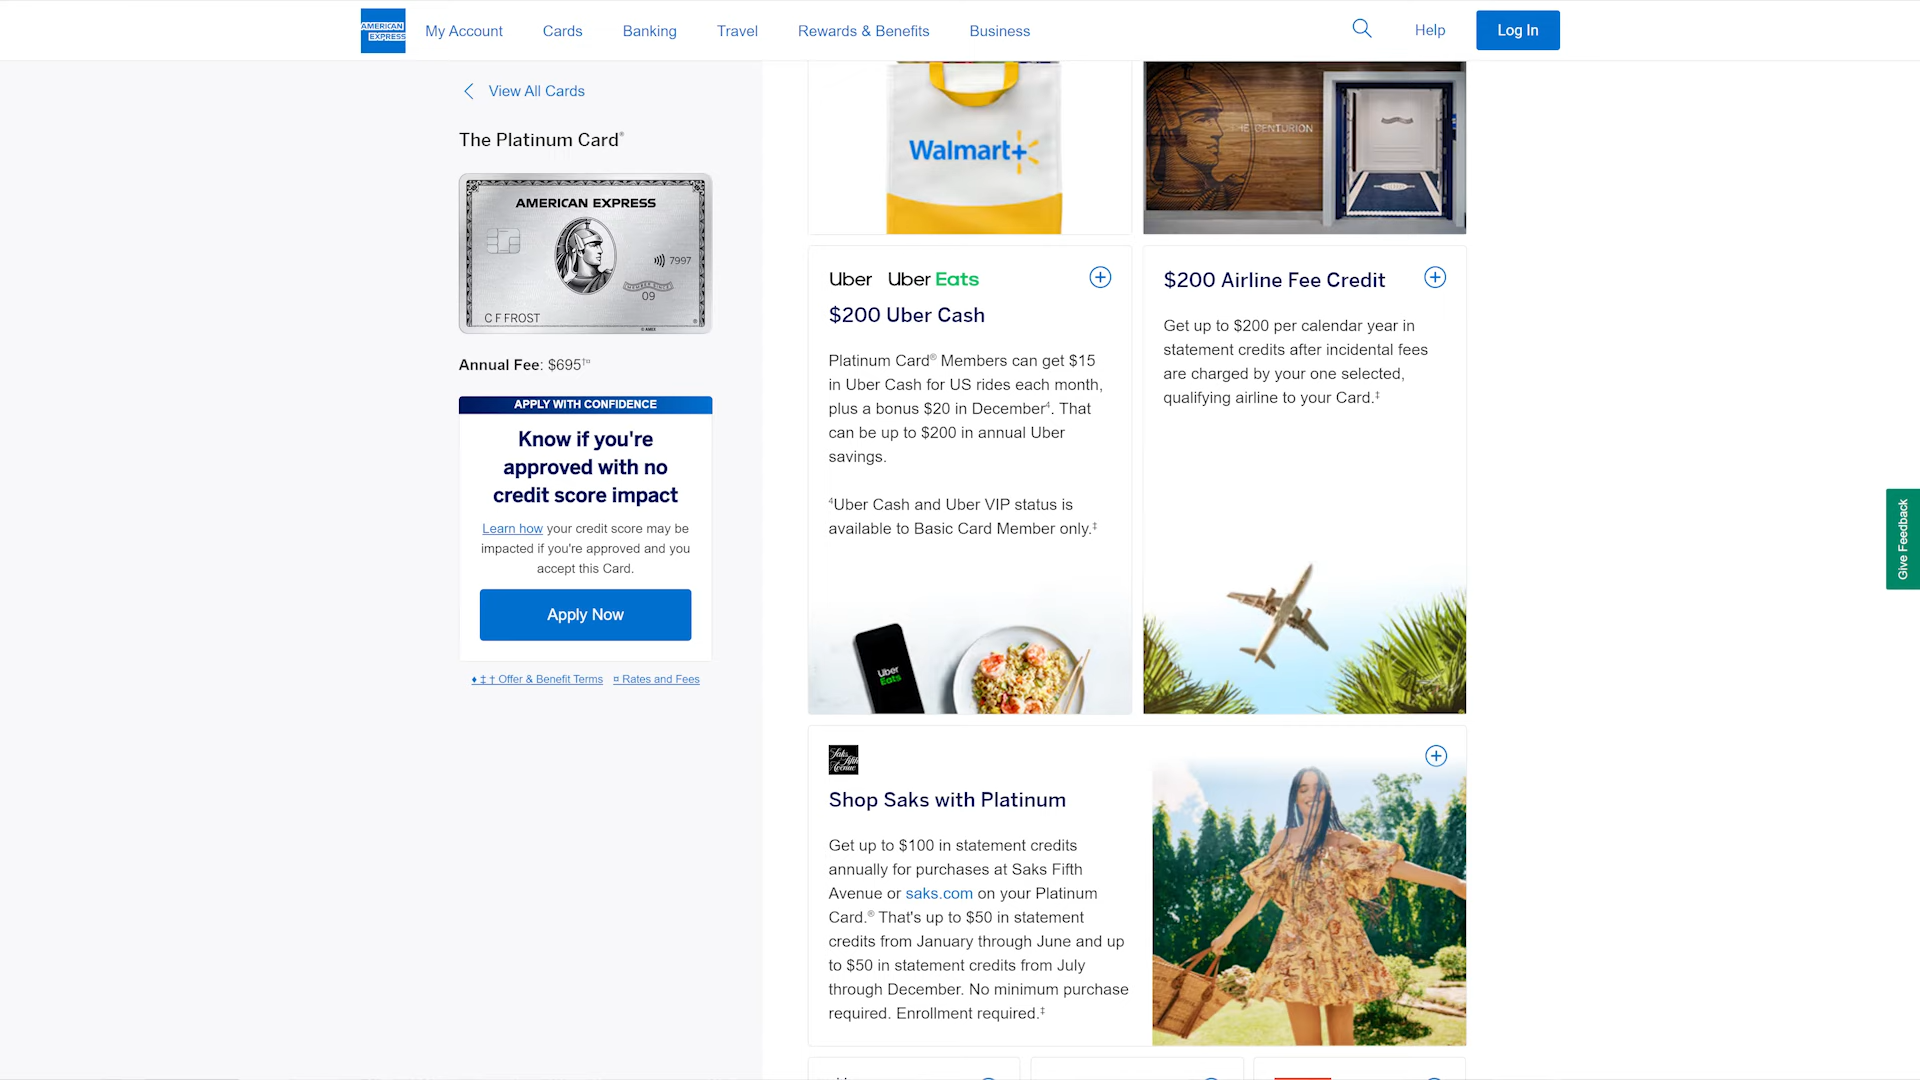 AMERICAN
EXPRESS
My Account
Cards
Banking
Travel
Rewards & Benefits
Business
Help
Log In
View All Cards
The Platinum Card®
AMERICAN EXPRESS
7997
MEMBER SINCE
09
C F FROST
© AMEX
Annual Fee: $695†¤
APPLY WITH CONFIDENCE
Know if you're
approved with no
credit score impact
Learn how your credit score may be
impacted if you're approved and you
accept this Card.
Apply Now
♦ ‡ † Offer & Benefit Terms
¤ Rates and Fees
Walmart+
THE CENTURION
Uber Uber Eats
$200 Uber Cash
Platinum Card® Members can get $15
in Uber Cash for US rides each month,
plus a bonus $20 in December⁴. That
can be up to $200 in annual Uber
savings.
⁴Uber Cash and Uber VIP status is
available to Basic Card Member only.‡
Uber
Eats
$200 Airline Fee Credit
Get up to $200 per calendar year in
statement credits after incidental fees
are charged by your one selected,
qualifying airline to your Card.‡
Saks
Fifth
Avenue
Shop Saks with Platinum
Get up to $100 in statement credits
annually for purchases at Saks Fifth
Avenue or saks.com on your Platinum
Card.® That's up to $50 in statement
credits from January through June and up
to $50 in statement credits from July
through December. No minimum purchase
required. Enrollment required.‡
Give Feedback